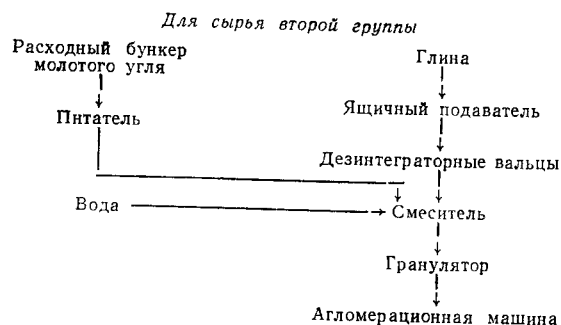 Для сырья второй группы
Расходный бункер
молотого угля
Глина
Питатель
Ящичный подаватель
Дезинтеграторные вальцы
Вода
Смеситель
Гранулятор
Агломерационная машина